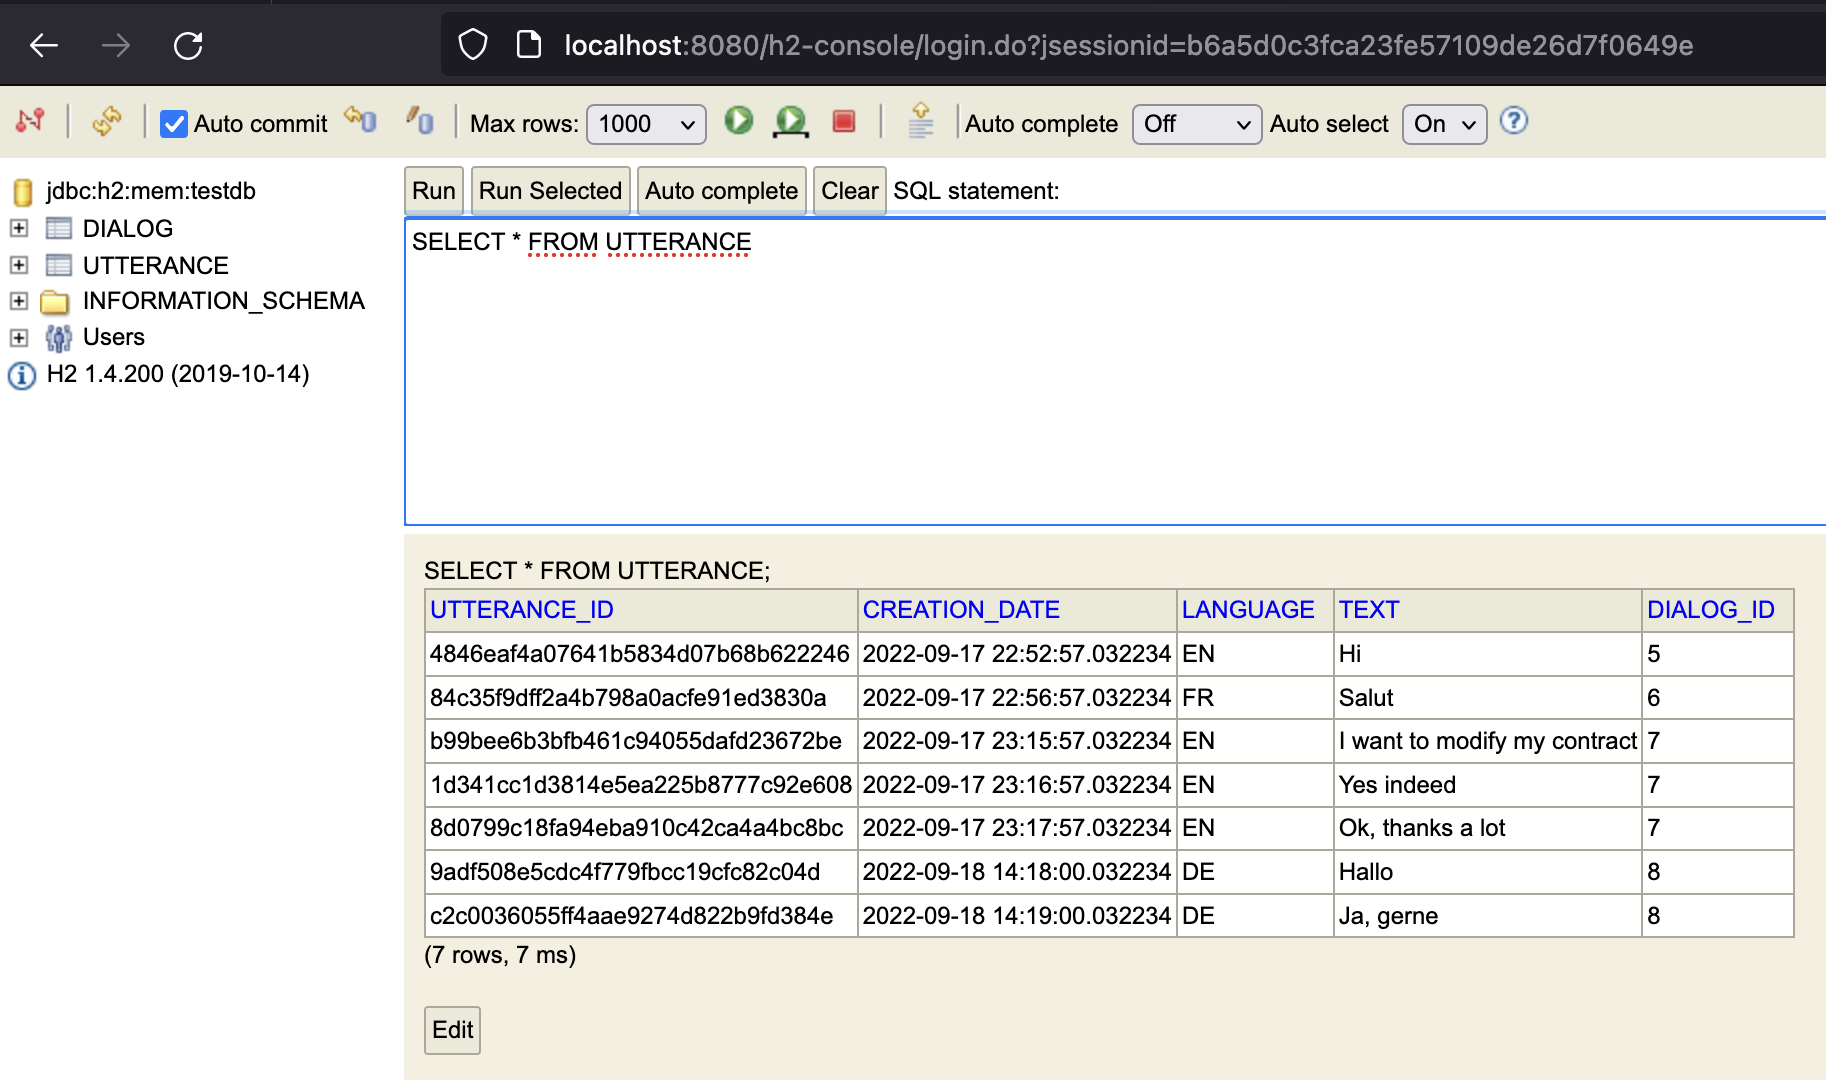 localhost:8080/h2-console/login.do?jsessionid=b6a5d0c3fca23fe57109de26d7f0649e
Auto commit Max rows: 1000 Auto complete Off Auto select On ?
jdbc:h2:mem:testdb
DIALOG
UTTERANCE
INFORMATION_SCHEMA
Users
H2 1.4.200 (2019-10-14)
Run Run Selected Auto complete Clear SQL statement:
SELECT * FROM UTTERANCE
SELECT * FROM UTTERANCE;
UTTERANCE_ID CREATION_DATE LANGUAGE TEXT DIALOG_ID
4846eaf4a07641b5834d07b68b622246 2022-09-17 22:52:57.032234 EN Hi 5
84c35f9dff2a4b798a0acfe91ed3830a 2022-09-17 22:56:57.032234 FR Salut 6
b99bee6b3bfb461c94055dafd23672be 2022-09-17 23:15:57.032234 EN I want to modify my contract 7
1d341cc1d3814e5ea225b8777c92e608 2022-09-17 23:16:57.032234 EN Yes indeed 7
8d0799c18fa94eba910c42ca4a4bc8bc 2022-09-17 23:17:57.032234 EN Ok, thanks a lot 7
9adf508e5cdc4f779fbcc19cfc82c04d 2022-09-18 14:18:00.032234 DE Hallo 8
c2c0036055ff4aae9274d822b9fd384e 2022-09-18 14:19:00.032234 DE Ja, gerne 8
(7 rows, 7 ms)
Edit